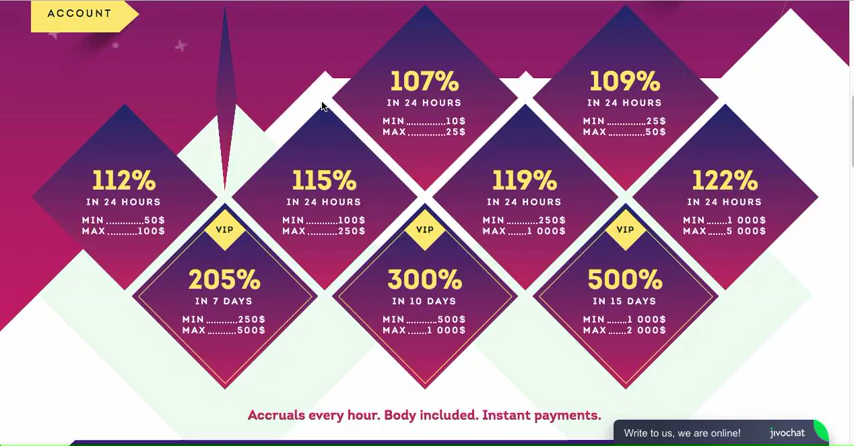 ACCOUNT
107%
IN 24 HOURS
MIN..............10$
MAX.............25$
109%
IN 24 HOURS
MIN..............25$
MAX............50$
112%
IN 24 HOURS
MIN.............50$
MAX...........100$
115%
IN 24 HOURS
MIN...........100$
MAX..........250$
119%
IN 24 HOURS
MIN...........250$
MAX.......1 000$
122%
IN 24 HOURS
MIN........1 000$
MAX.......5 000$
VIP
205%
IN 7 DAYS
MIN...........250$
MAX..........500$
VIP
300%
IN 10 DAYS
MIN...........500$
MAX.......1 000$
VIP
500%
IN 15 DAYS
MIN........1 000$
MAX.......2 000$
Accruals every hour. Body included. Instant payments.
Write to us, we are online!
jivochat